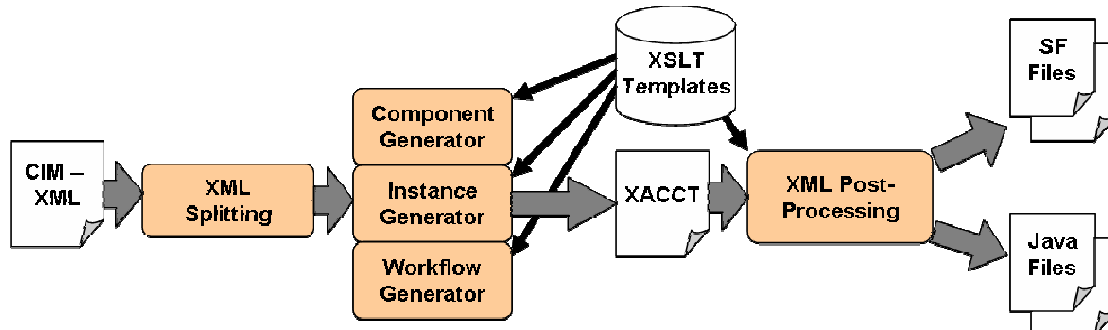 CIM –
XML
XML
Splitting
Component
Generator
Instance
Generator
Workflow
Generator
XSLT
Templates
XACCT
XML Post-
Processing
SF
Files
Java
Files